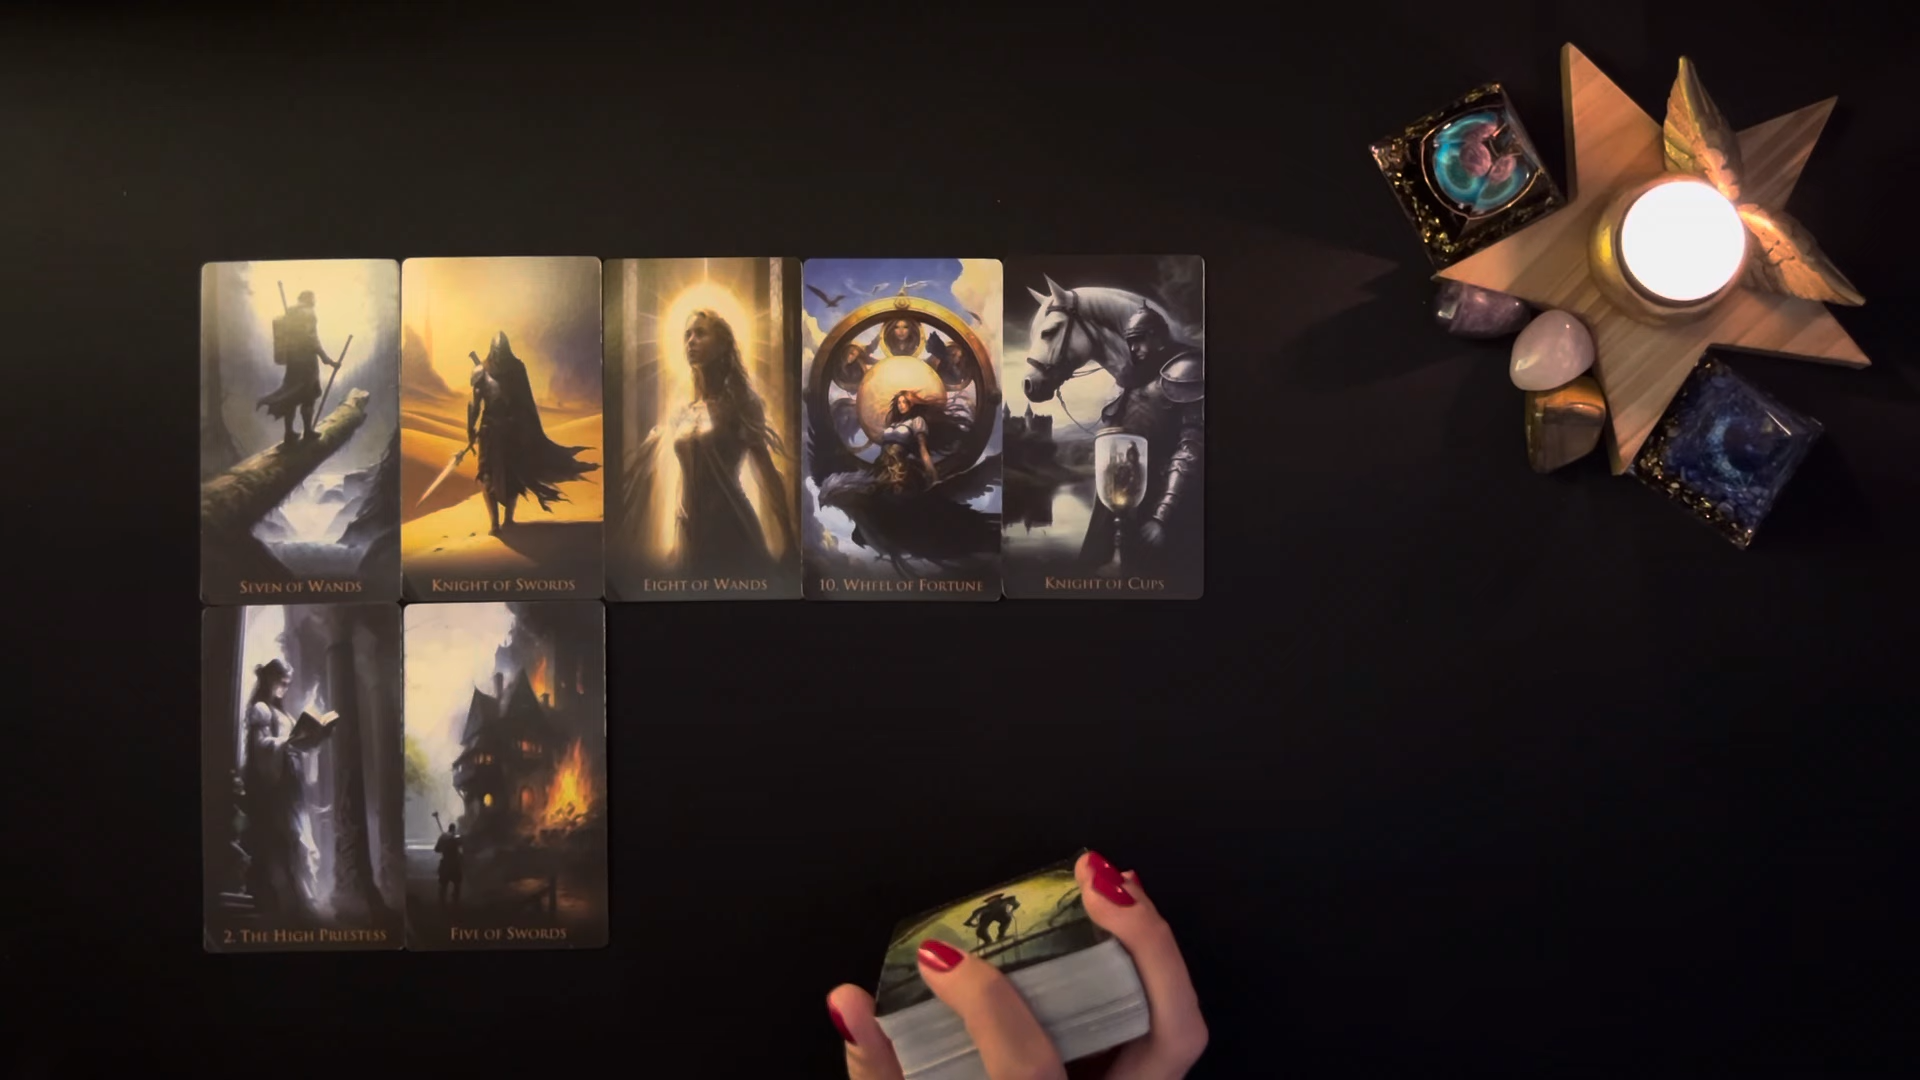 SEVEN OF WANDS
KNIGHT OF SWORDS
EIGHT OF WANDS
10. WHEEL OF FORTUNE
KNIGHT OF CUPS
2. THE HIGH PRIESTESS
FIVE OF SWORDS